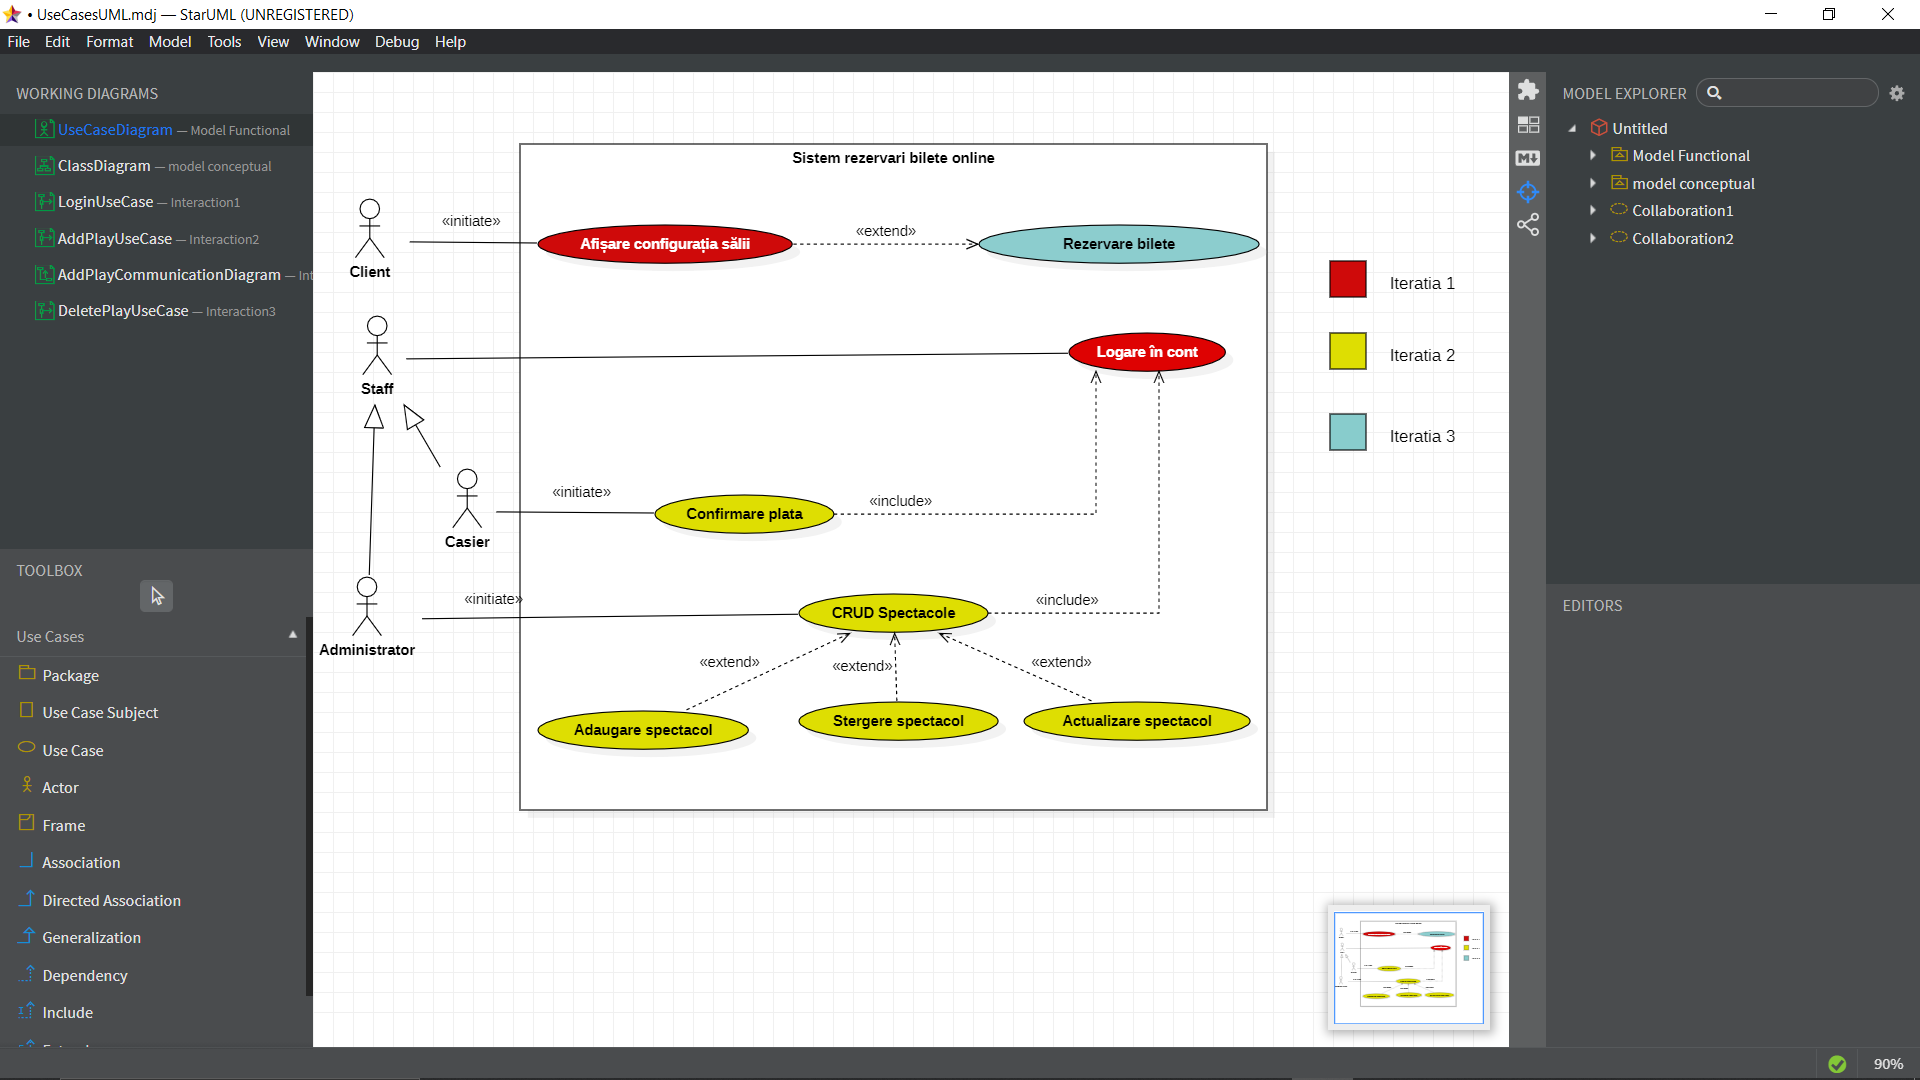 • UseCasesUML.mdj — StarUML (UNREGISTERED)
File Edit Format Model Tools View Window Debug Help
WORKING DIAGRAMS
UseCaseDiagram — Model Functional
ClassDiagram — model conceptual
LoginUseCase — Interaction1
AddPlayUseCase — Interaction2
AddPlayCommunicationDiagram — Int
DeletePlayUseCase — Interaction3
TOOLBOX
Use Cases
Package
Use Case Subject
Use Case
Actor
Frame
Association
Directed Association
Generalization
Dependency
Include
Sistem rezervari bilete online
«initiate»
Afișare configurația sălii
«extend»
Rezervare bilete
Client
Staff
Logare în cont
Casier
«initiate»
Confirmare plata
«include»
Administrator
«initiate»
CRUD Spectacole
«include»
«extend»
«extend»
«extend»
Adaugare spectacol
Stergere spectacol
Actualizare spectacol
Iteratia 1
Iteratia 2
Iteratia 3
MODEL EXPLORER
Untitled
Model Functional
model conceptual
Collaboration1
Collaboration2
EDITORS
90%